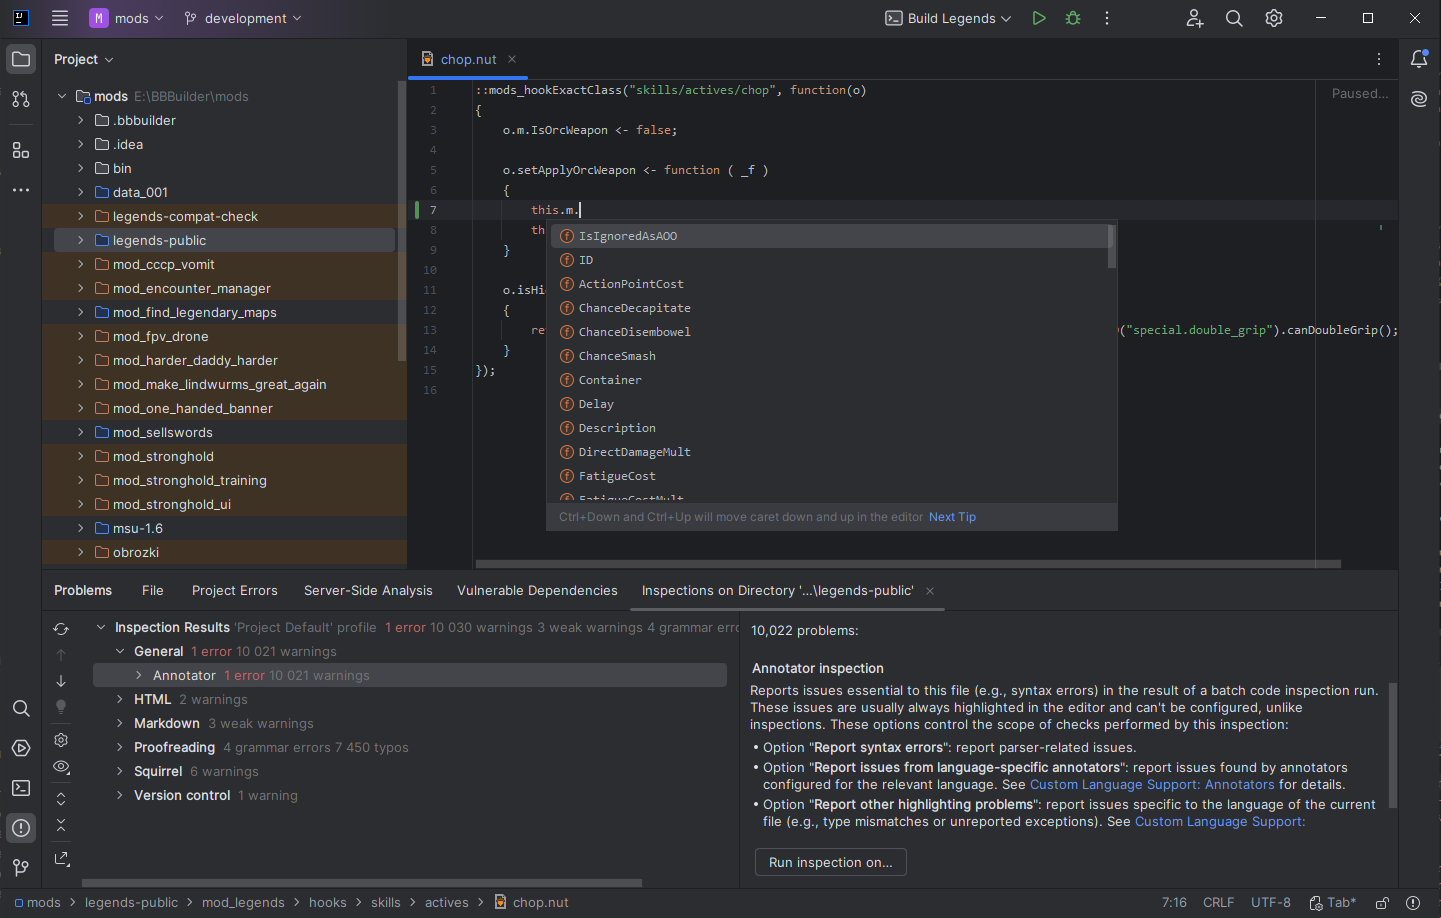 M mods development Build Legends
Project
chop.nut
mods E:\BBBuilder\mods
.bbbuilder
.idea
bin
data_001
legends-compat-check
legends-public
mod_cccp_vomit
mod_encounter_manager
mod_find_legendary_maps
mod_fpv_drone
mod_harder_daddy_harder
mod_make_lindwurms_great_again
mod_one_handed_banner
mod_sellswords
mod_stronghold
mod_stronghold_training
mod_stronghold_ui
msu-1.6
obrozki
1 ::mods_hookExactClass("skills/actives/chop", function(o)
Paused...
2 {
3 o.m.IsOrcWeapon <- false;
4
5 o.setApplyOrcWeapon <- function ( _f )
6 {
7 this.m.
8 th
9 }
10
11 o.isHi
12 {
13 re ("special.double_grip").canDoubleGrip();
14 }
15 });
16
f IsIgnoredAsAOO
f ID
f ActionPointCost
f ChanceDecapitate
f ChanceDisembowel
f ChanceSmash
f Container
f Delay
f Description
f DirectDamageMult
f FatigueCost
f FatigueCostMult
Ctrl+Down and Ctrl+Up will move caret down and up in the editor Next Tip
Problems File Project Errors Server-Side Analysis Vulnerable Dependencies Inspections on Directory '...\legends-public'
Inspection Results 'Project Default' profile 1 error 10 030 warnings 3 weak warnings 4 grammar erro
General 1 error 10 021 warnings
Annotator 1 error 10 021 warnings
HTML 2 warnings
Markdown 3 weak warnings
Proofreading 4 grammar errors 7 450 typos
Squirrel 6 warnings
Version control 1 warning
10,022 problems:
Annotator inspection
Reports issues essential to this file (e.g., syntax errors) in the result of a batch code inspection run.
These issues are usually always highlighted in the editor and can't be configured, unlike
inspections. These options control the scope of checks performed by this inspection:
• Option "Report syntax errors": report parser-related issues.
• Option "Report issues from language-specific annotators": report issues found by annotators
configured for the relevant language. See Custom Language Support: Annotators for details.
• Option "Report other highlighting problems": report issues specific to the language of the current
file (e.g., type mismatches or unreported exceptions). See Custom Language Support:
Run inspection on...
mods > legends-public > mod_legends > hooks > skills > actives > chop.nut
7:16 CRLF UTF-8 Tab*